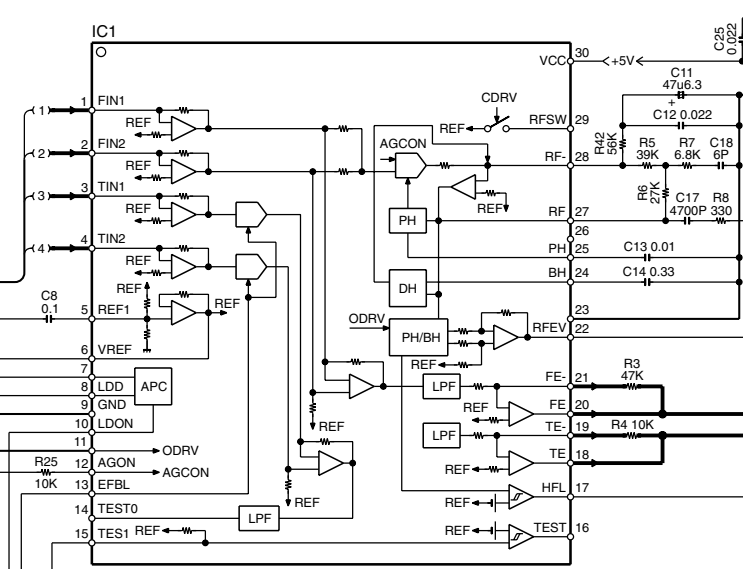 IC1
C25
0.022
VCC 30 +5V
C11
47u6.3
+
C12 0.022
CDRV
1 FIN1
REF
(1)
REF
RFSW 29
2 FIN2
REF
(2)
AGCON
RF- 28
R42
56K
R5
39K
R7
6.8K
C18
6P
3 TIN1
REF
(3)
REF
R6
27K
C17
4700P
R8
330
PH
RF 27
26
4 TIN2
REF
(4)
PH 25
C13 0.01
BH 24
C14 0.33
DH
REF
C8
0.1
5 REF1
REF
ODRV
23
PH/BH
RFEV 22
6 VREF
REF
7
8 LDD
APC
9 GND
10 LDON
LPF
FE- 21
R3
47K
REF
FE 20
REF
LPF
TE- 19
R4 10K
11
ODRV
REF
TE 18
R25
10K
12 AGON
AGCON
13 EFBL
REF
HFL 17
REF
14 TEST0
LPF
15 TES1
REF
REF
TEST 16